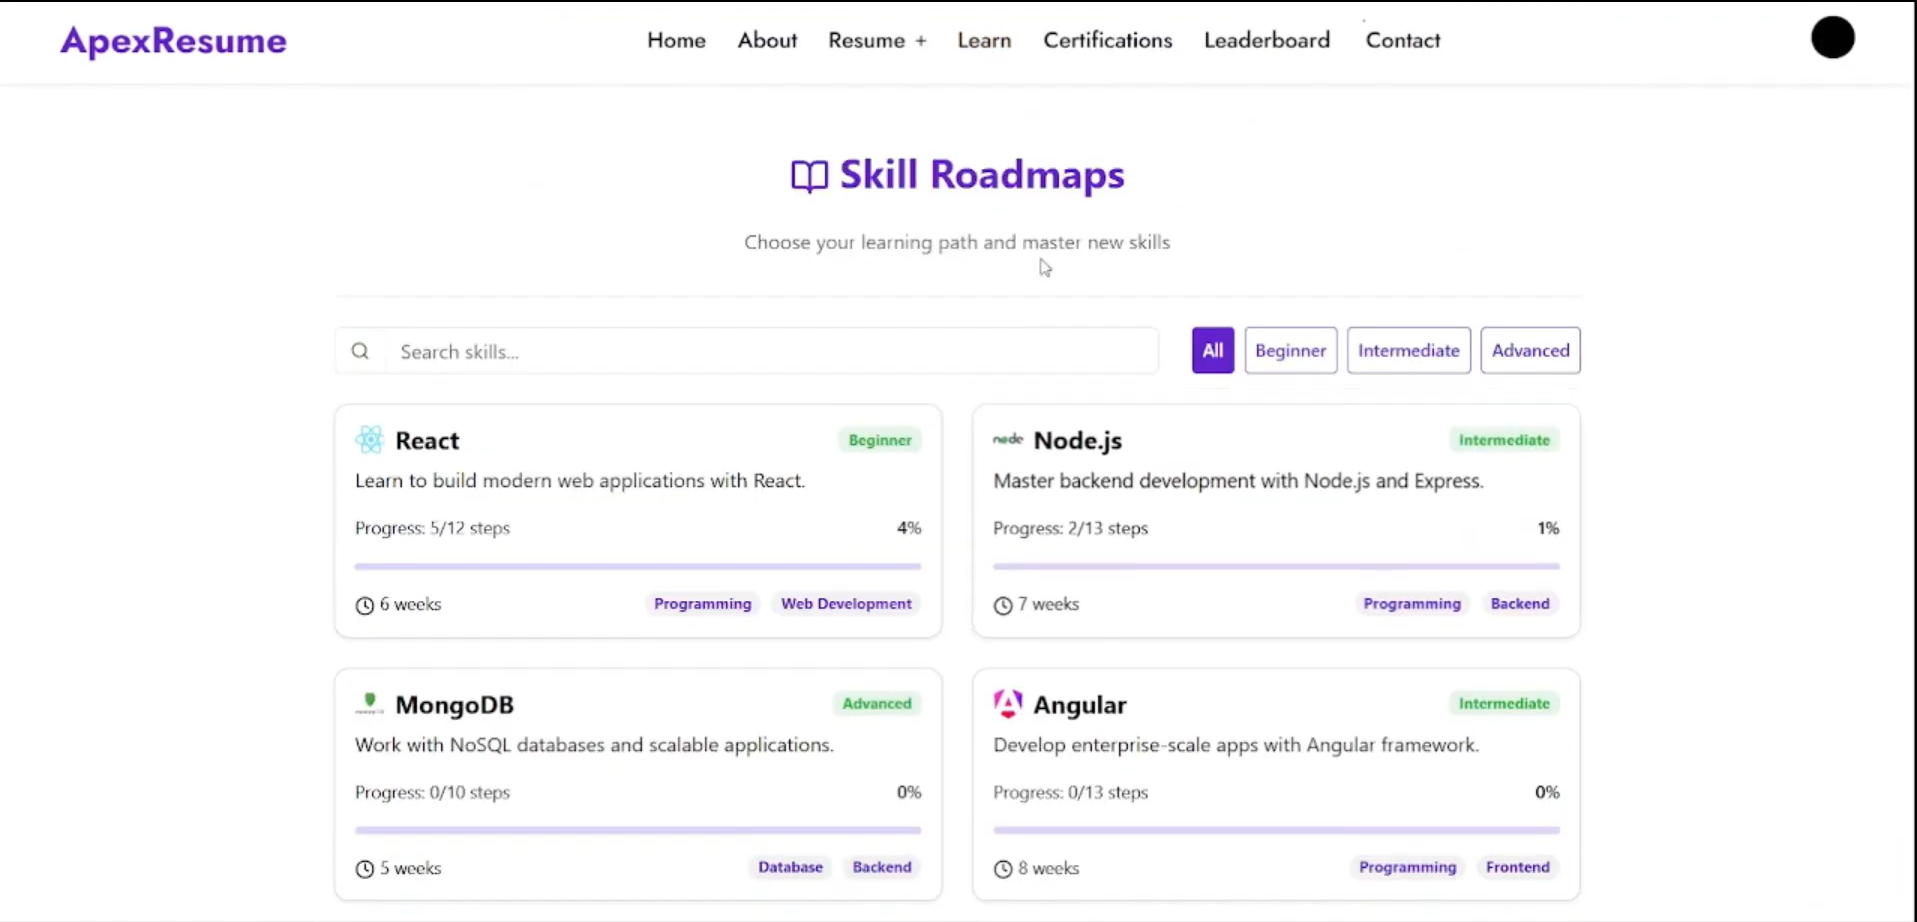 ApexResume
Home About Resume + Learn Certifications Leaderboard Contact
Skill Roadmaps
Choose your learning path and master new skills
Search skills...
All Beginner Intermediate Advanced
React Beginner
Learn to build modern web applications with React.
Progress: 5/12 steps 4%
6 weeks Programming Web Development
node Node.js Intermediate
Master backend development with Node.js and Express.
Progress: 2/13 steps 1%
7 weeks Programming Backend
MongoDB Advanced
Work with NoSQL databases and scalable applications.
Progress: 0/10 steps 0%
5 weeks Database Backend
Angular Intermediate
Develop enterprise-scale apps with Angular framework.
Progress: 0/13 steps 0%
8 weeks Programming Frontend